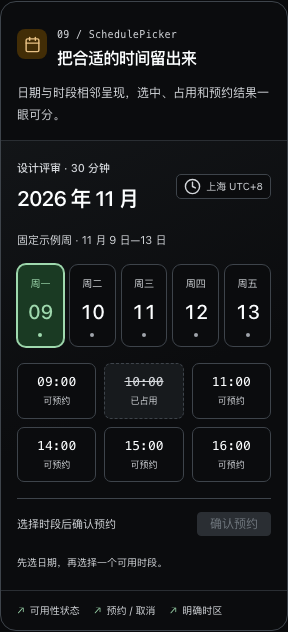 09 / SchedulePicker
把合适的时间留出来
日期与时段相邻呈现，选中、占用和预约结果一
眼可分。
设计评审 · 30 分钟
2026 年 11 月
上海 UTC+8
固定示例周 · 11 月 9 日—13 日
周一 周二 周三 周四 周五
09 10 11 12 13
09:00 10:00 11:00
可预约 已占用 可预约
14:00 15:00 16:00
可预约 可预约 可预约
选择时段后确认预约 确认预约
先选日期，再选择一个可用时段。
↗ 可用性状态 ↗ 预约 / 取消 ↗ 明确时区